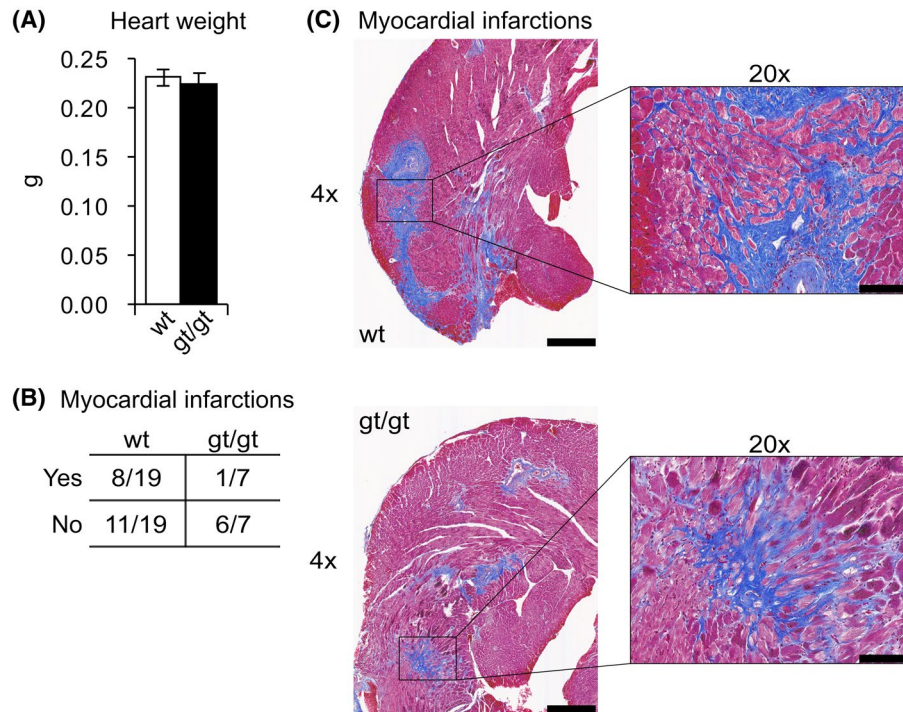 (A) Heart weight
0.25
0.20
0.15
0.10
0.05
0.00
g
wt
gt/gt
(B) Myocardial infarctions
wt gt/gt
Yes 8/19 1/7
No 11/19 6/7
(C) Myocardial infarctions
4x
wt
20x
gt/gt
4x
20x